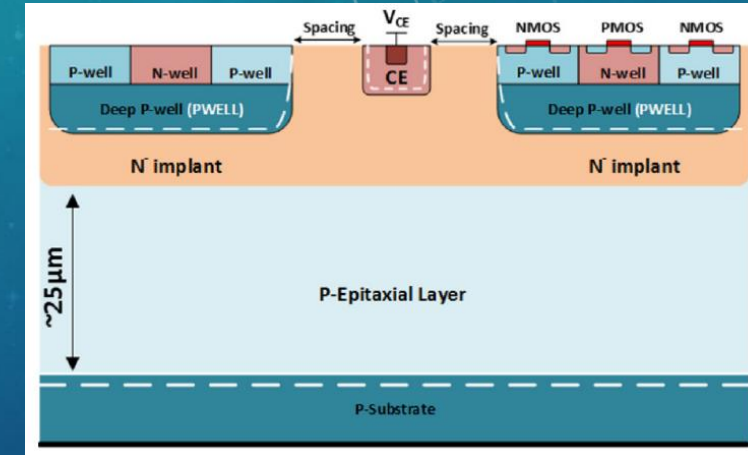 Spacing
VCE
Spacing
NMOS
PMOS
NMOS
P-well
N-well
P-well
CE
P-well
N-well
P-well
Deep P-well (PWELL)
Deep P-well (PWELL)
N⁻ implant
N⁻ implant
~25µm
P-Epitaxial Layer
P-Substrate